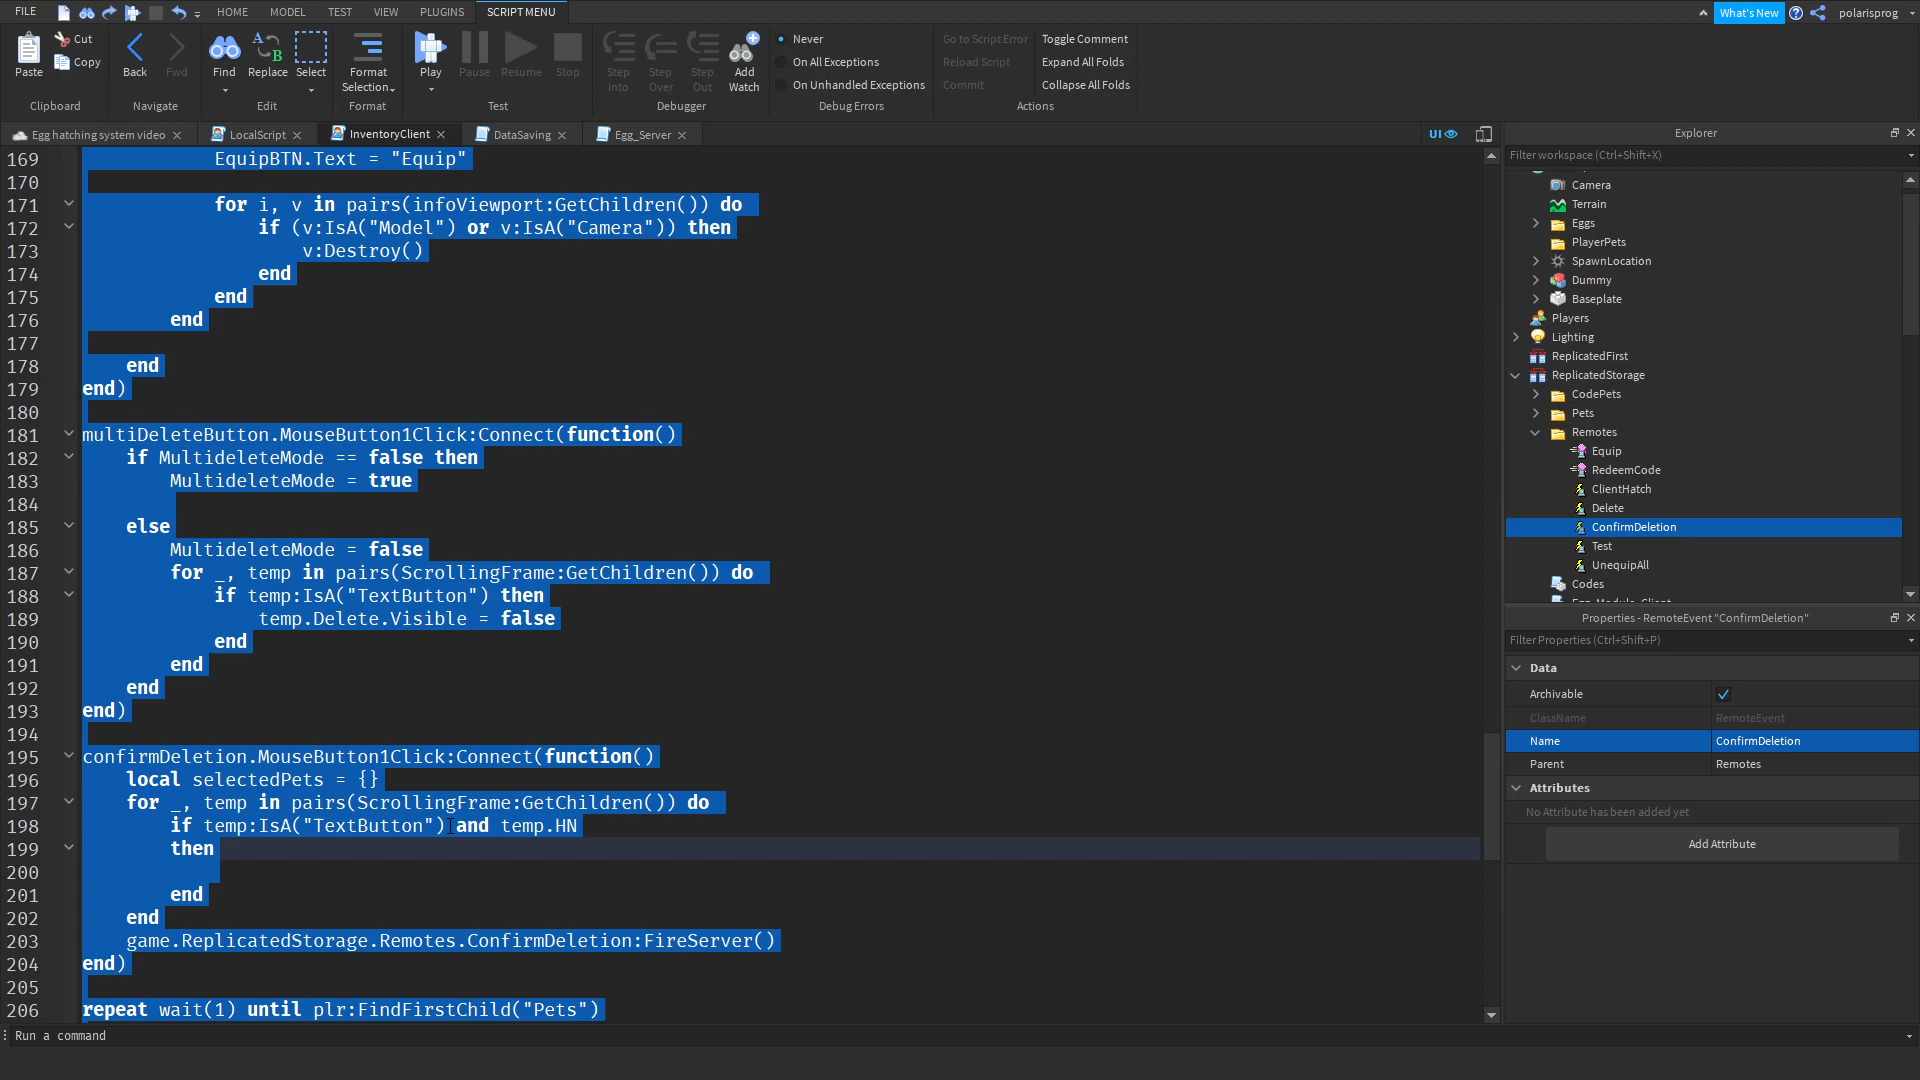 FILE HOME MODEL TEST VIEW PLUGINS SCRIPT MENU What's New polarisprog
Paste Cut Copy Back Fwd Find Replace Select Format Selection Play Pause Resume Stop Step Into Step Over Step Out Add Watch
Never Go to Script Error Toggle Comment
On All Exceptions Reload Script Expand All Folds
On Unhandled Exceptions Commit Collapse All Folds
Clipboard Navigate Edit Format Test Debugger Debug Errors Actions
Egg hatching system video LocalScript InventoryClient DataSaving Egg_Server UI
169 EquipBTN.Text = "Equip"
170
171 for i, v in pairs(infoViewport:GetChildren()) do
172 if (v:IsA("Model") or v:IsA("Camera")) then
173 v:Destroy()
174 end
175 end
176 end
177
178 end
179 end)
180
181 multiDeleteButton.MouseButton1Click:Connect(function()
182 if MultideleteMode == false then
183 MultideleteMode = true
184
185 else
186 MultideleteMode = false
187 for _, temp in pairs(ScrollingFrame:GetChildren()) do
188 if temp:IsA("TextButton") then
189 temp.Delete.Visible = false
190 end
191 end
192 end
193 end)
194
195 confirmDeletion.MouseButton1Click:Connect(function()
196 local selectedPets = {}
197 for _, temp in pairs(ScrollingFrame:GetChildren()) do
198 if temp:IsA("TextButton") and temp.HN
199 then
200
201 end
202 end
203 game.ReplicatedStorage.Remotes.ConfirmDeletion:FireServer()
204 end)
205
206 repeat wait(1) until plr:FindFirstChild("Pets")
Run a command
Explorer
Filter workspace (Ctrl+Shift+X)
Camera
Terrain
Eggs
PlayerPets
SpawnLocation
Dummy
Baseplate
Players
Lighting
ReplicatedFirst
ReplicatedStorage
CodePets
Pets
Remotes
Equip
RedeemCode
ClientHatch
Delete
ConfirmDeletion
Test
UnequipAll
Codes
Egg_Module_Client
Properties - RemoteEvent "ConfirmDeletion"
Filter Properties (Ctrl+Shift+P)
Data
Archivable
ClassName RemoteEvent
Name ConfirmDeletion
Parent Remotes
Attributes
No Attribute has been added yet
Add Attribute